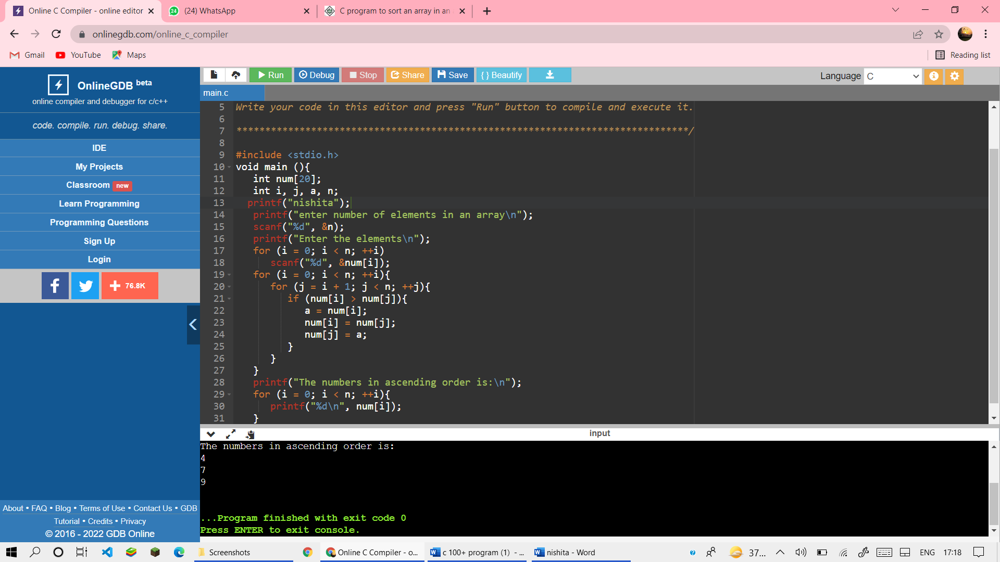 Online C Compiler - online editor
(24) WhatsApp
C program to sort an array in an
onlinegdb.com/online_c_compiler
Gmail YouTube Maps
Reading list
OnlineGDB beta
online compiler and debugger for c/c++
code. compile. run. debug. share.
IDE
My Projects
Classroom new
Learn Programming
Programming Questions
Sign Up
Login
76.8K
About • FAQ • Blog • Terms of Use • Contact Us • GDB
Tutorial • Credits • Privacy
© 2016 - 2022 GDB Online
Run Debug Stop Share Save { } Beautify
Language C
main.c
5 Write your code in this editor and press "Run" button to compile and execute it.
6
7 *******************************************************************************/
8
9 #include <stdio.h>
10 void main (){
11 int num[20];
12 int i, j, a, n;
13 printf("nishita");
14 printf("enter number of elements in an array\n");
15 scanf("%d", &n);
16 printf("Enter the elements\n");
17 for (i = 0; i < n; ++i)
18 scanf("%d", &num[i]);
19 for (i = 0; i < n; ++i){
20 for (j = i + 1; j < n; ++j){
21 if (num[i] > num[j]){
22 a = num[i];
23 num[i] = num[j];
24 num[j] = a;
25 }
26 }
27 }
28 printf("The numbers in ascending order is:\n");
29 for (i = 0; i < n; ++i){
30 printf("%d\n", num[i]);
31 }
input
The numbers in ascending order is:
4
7
9
...Program finished with exit code 0
Press ENTER to exit console.
Screenshots
Online C Compiler - o...
c 100+ program (1) - ...
nishita - Word
37...
ENG
17:18